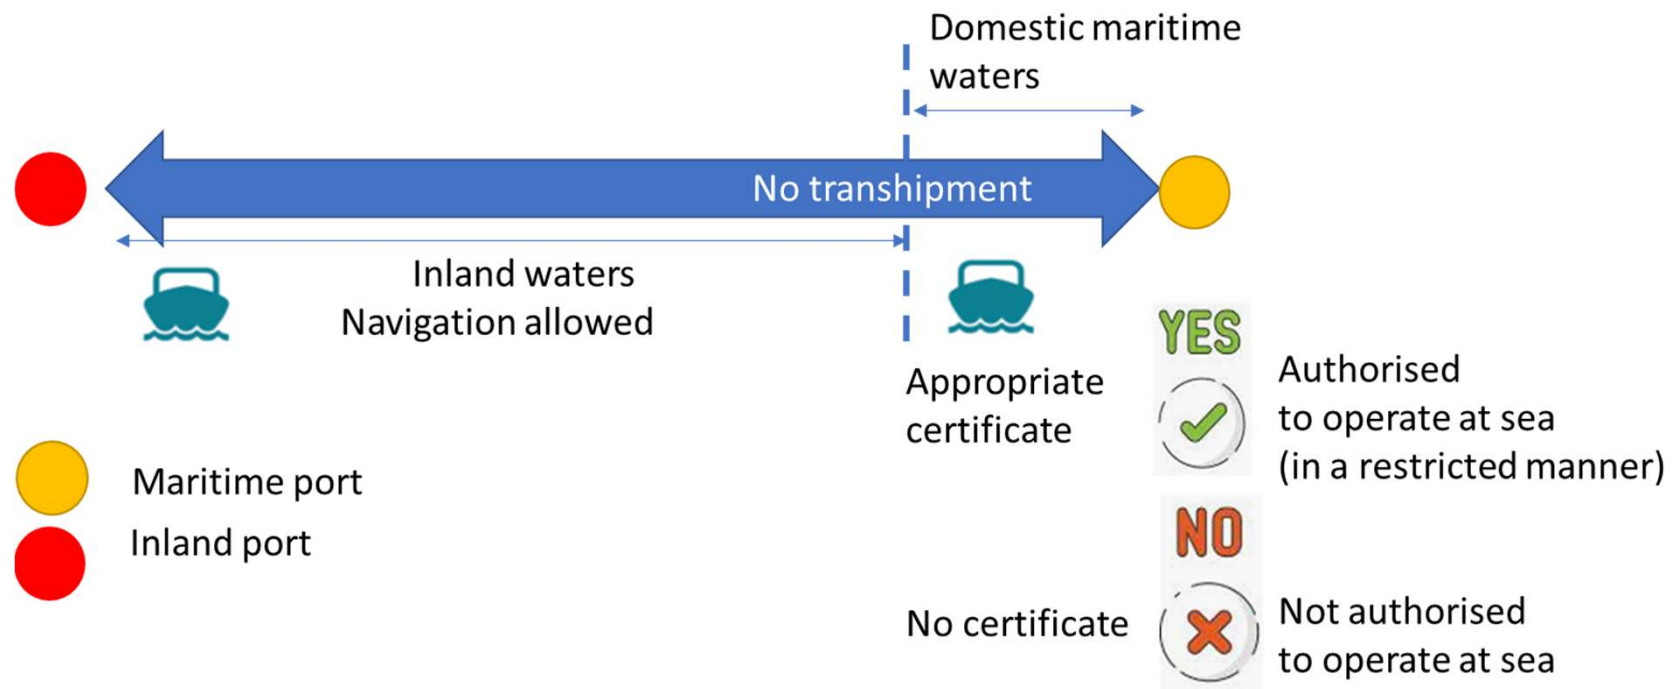 Domestic maritime
waters
No transhipment
Inland waters
Navigation allowed
Appropriate
certificate
YES
Authorised
to operate at sea
(in a restricted manner)
Maritime port
Inland port
NO
No certificate
Not authorised
to operate at sea